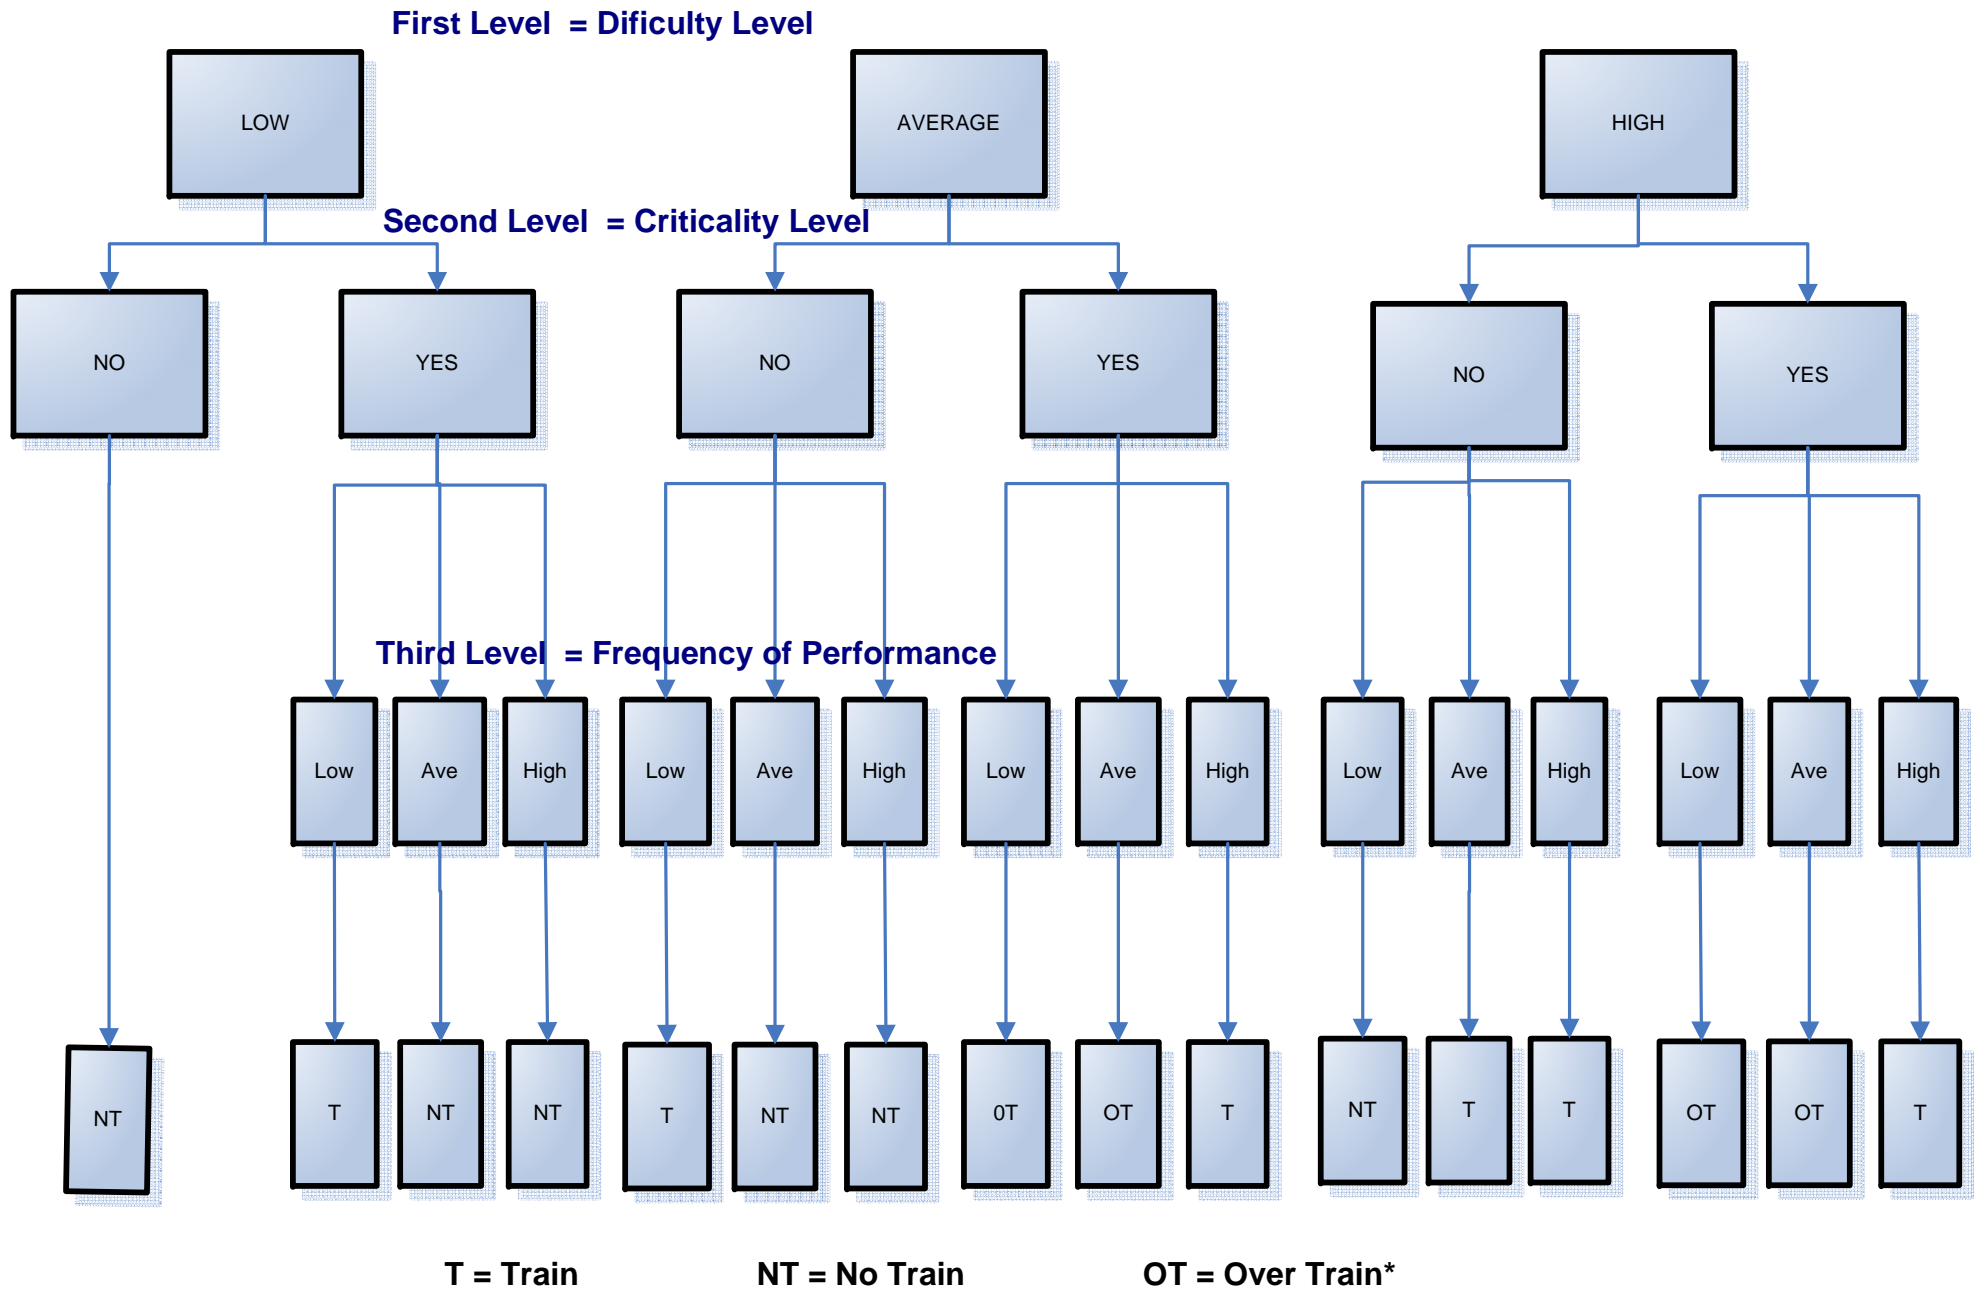 First Level = Dificulty Level
LOW AVERAGE HIGH
Second Level = Criticality Level
NO YES NO YES NO YES
Third Level = Frequency of Performance
Low Ave High Low Ave High Low Ave High Low Ave High Low Ave High
NT T NT NT T NT NT 0T OT T NT T T OT OT T
T = Train NT = No Train OT = Over Train*